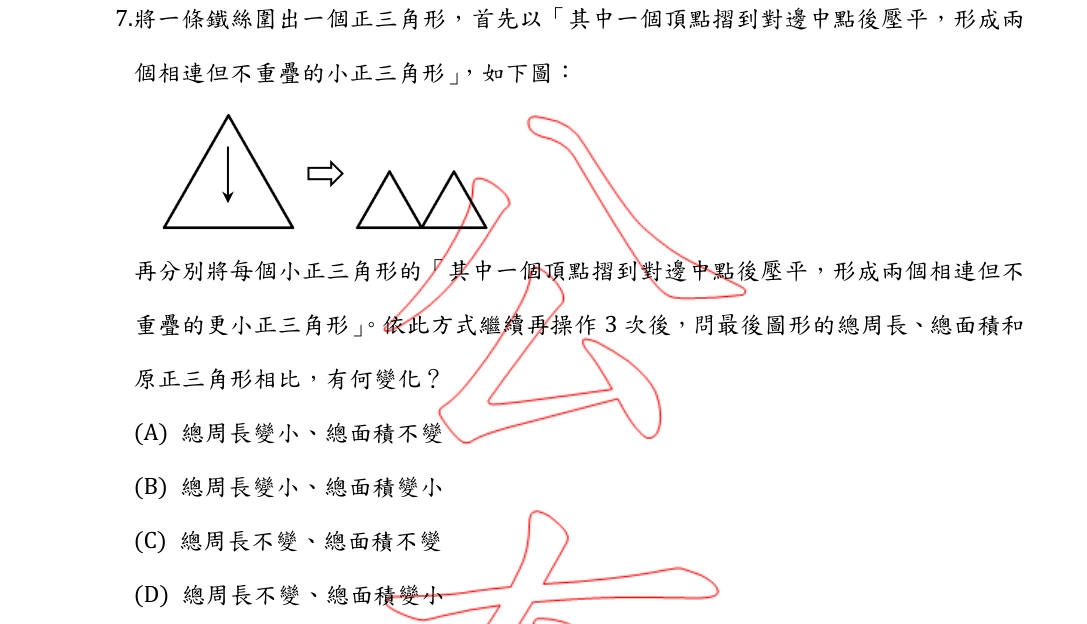 7.將一條鐵絲圍出一個正三角形，首先以「其中一個頂點摺到對邊中點後壓平，形成兩
個相連但不重疊的小正三角形」，如下圖：
再分別將每個小正三角形的「其中一個頂點摺到對邊中點後壓平，形成兩個相連但不
重疊的更小正三角形」。依此方式繼續再操作 3 次後，問最後圖形的總周長、總面積和
原正三角形相比，有何變化？
(A) 總周長變小、總面積不變
(B) 總周長變小、總面積變小
(C) 總周長不變、總面積不變
(D) 總周長不變、總面積變小
公